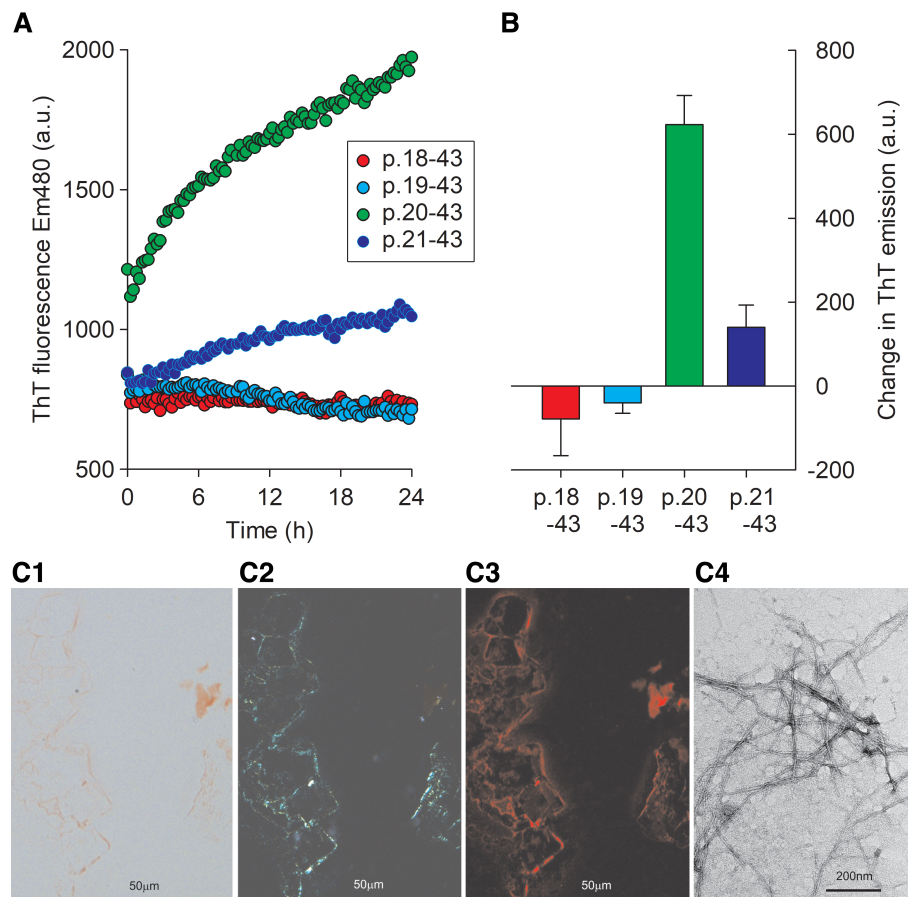 A
B
2000
1500
1000
500
ThT fluorescence Em480 (a.u.)
0
6
12
18
24
Time (h)
p.18-43
p.19-43
p.20-43
p.21-43
800
600
400
200
0
-200
Change in ThT emission (a.u.)
p.18 p.19 p.20 p.21
-43 -43 -43 -43
C1
C2
C3
C4
50μm
50μm
50μm
200nm